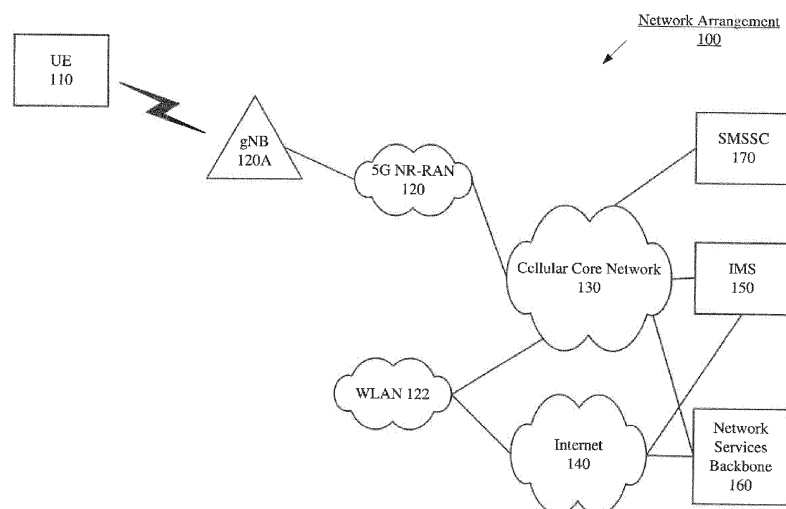 Network Arrangement
100
UE
110
gNB
120A
5G NR-RAN
120
SMSSC
170
Cellular Core Network
130
IMS
150
WLAN 122
Internet
140
Network
Services
Backbone
160